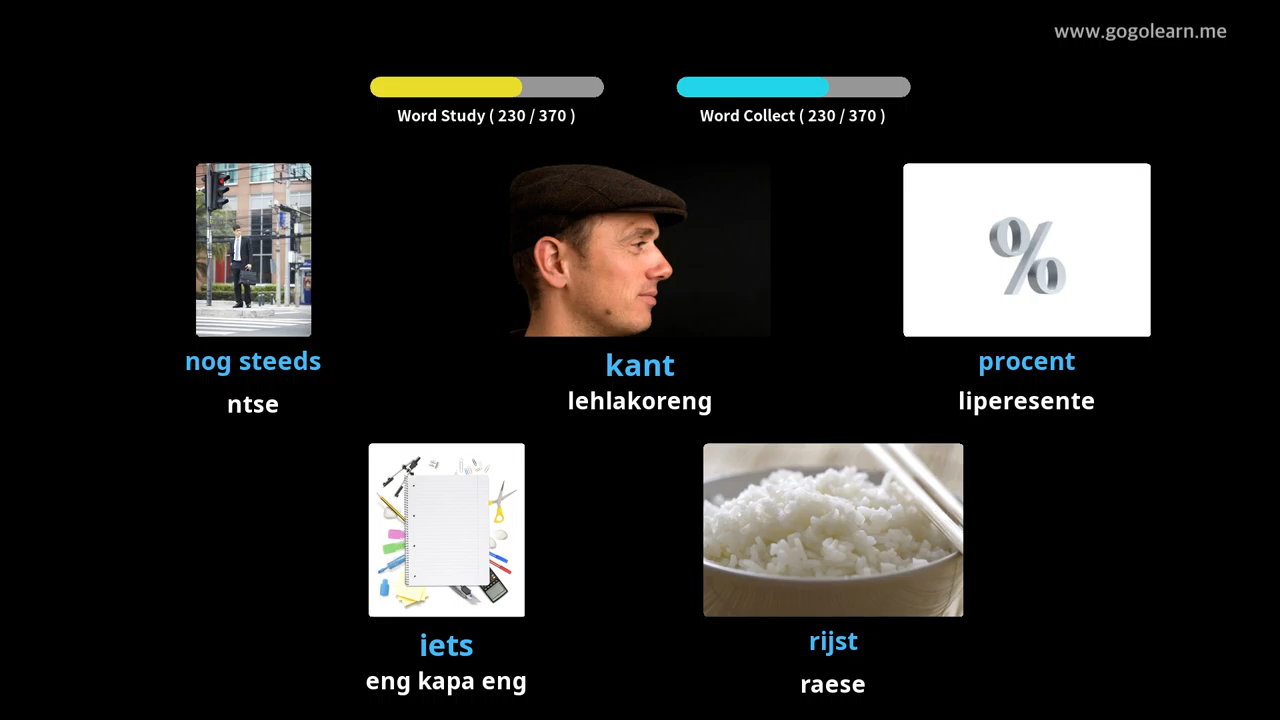 www.gogolearn.me
Word Study ( 230 / 370 )
Word Collect ( 230 / 370 )
nog steeds
ntse
kant
lehlakoreng
procent
liperesente
iets
eng kapa eng
rijst
raese